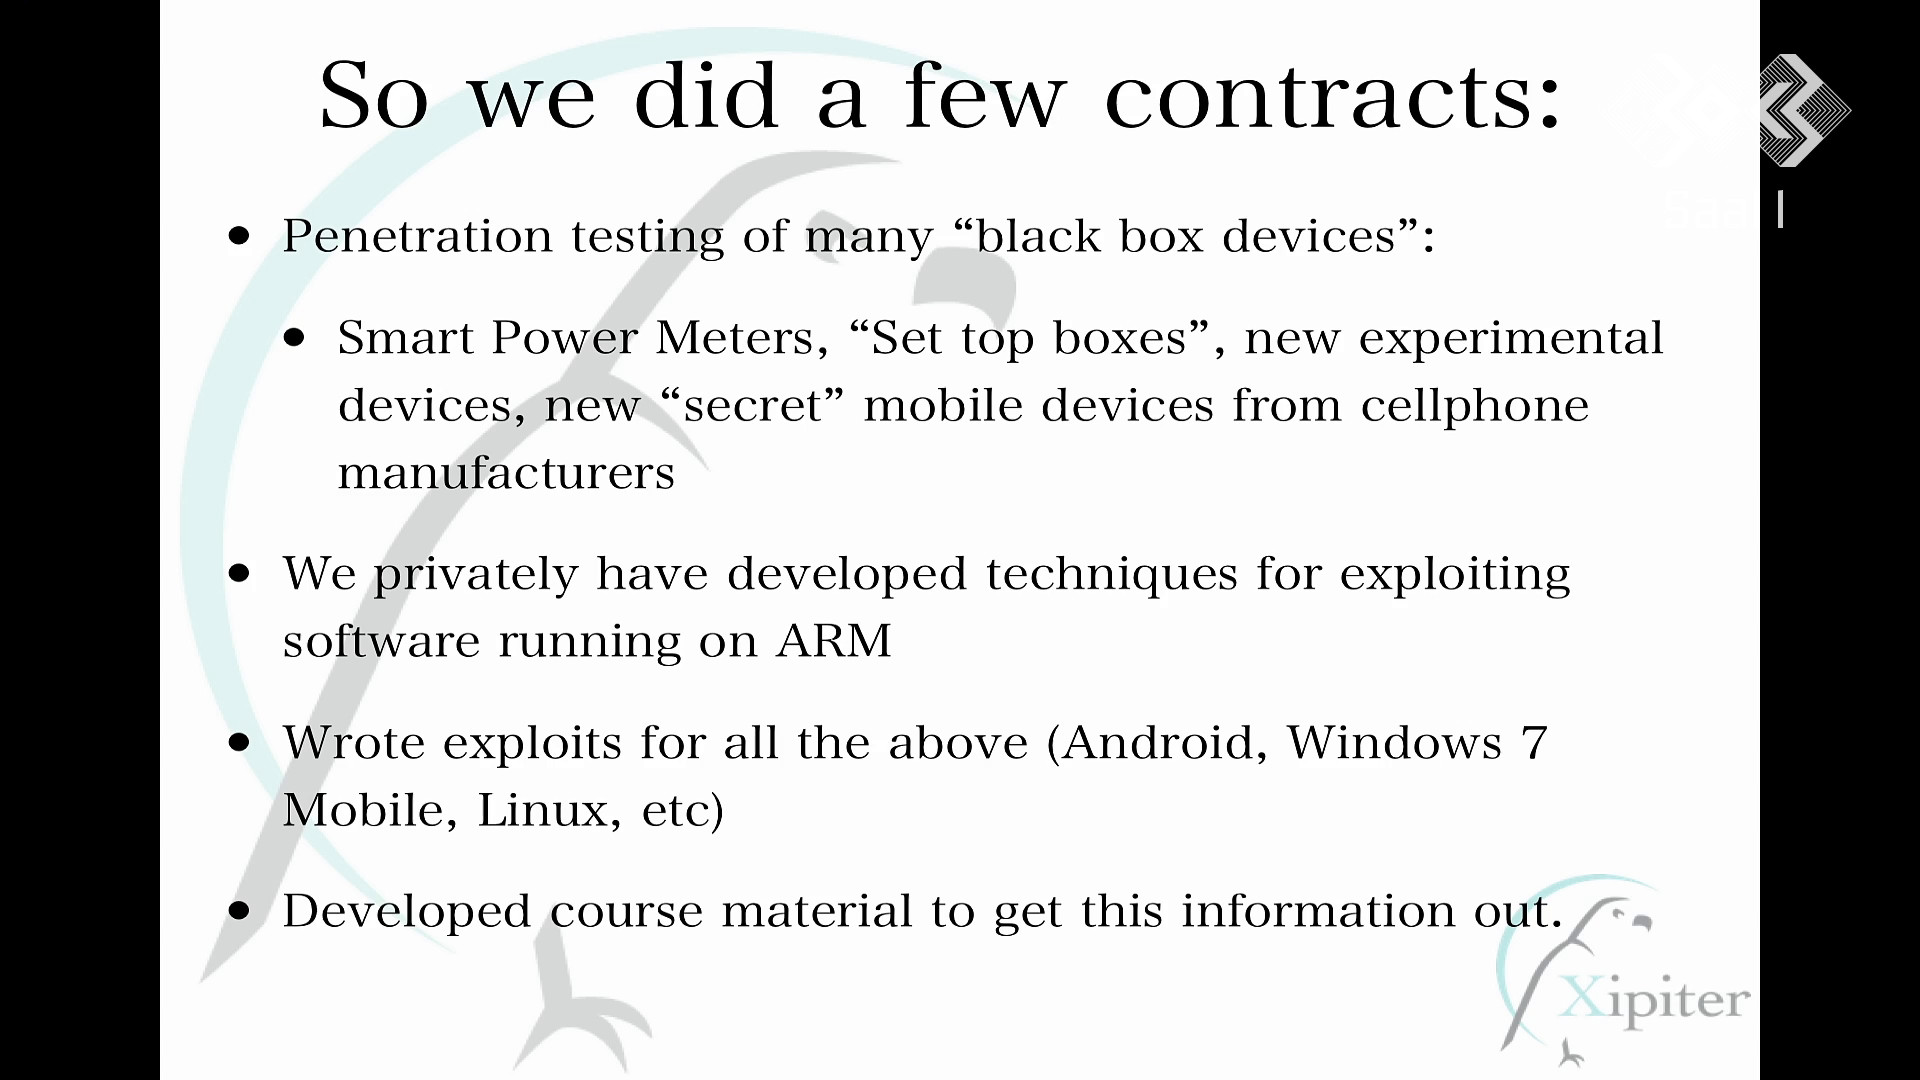 So we did a few contracts:
Saal
• Penetration testing of many “black box devices”:
• Smart Power Meters, “Set top boxes”, new experimental
devices, new “secret” mobile devices from cellphone
manufacturers
• We privately have developed techniques for exploiting
software running on ARM
• Wrote exploits for all the above (Android, Windows 7
Mobile, Linux, etc)
• Developed course material to get this information out.
Xipiter